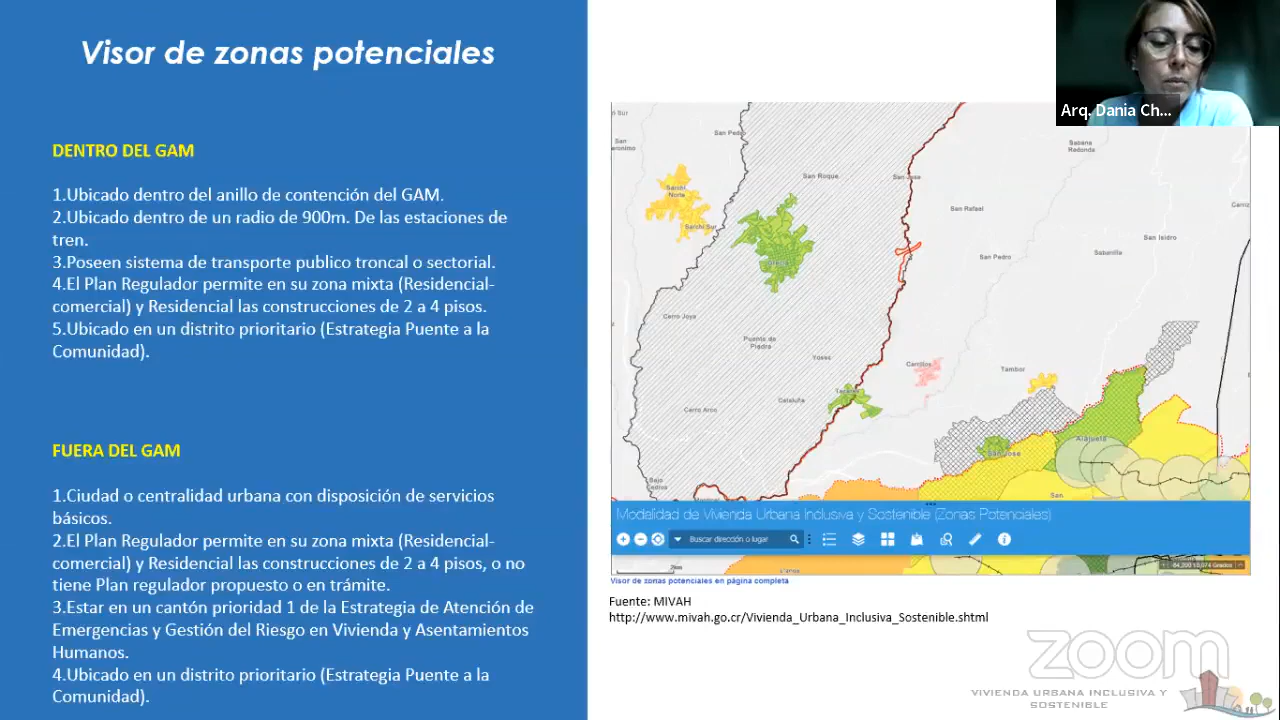 Visor de zonas potenciales
DENTRO DEL GAM
1.Ubicado dentro del anillo de contención del GAM.
2.Ubicado dentro de un radio de 900m. De las estaciones de
tren.
3.Poseen sistema de transporte publico troncal o sectorial.
4.El Plan Regulador permite en su zona mixta (Residencial-
comercial) y Residencial las construcciones de 2 a 4 pisos.
5.Ubicado en un distrito prioritario (Estrategia Puente a la
Comunidad).
FUERA DEL GAM
1.Ciudad o centralidad urbana con disposición de servicios
básicos.
2.El Plan Regulador permite en su zona mixta (Residencial-
comercial) y Residencial las construcciones de 2 a 4 pisos, o no
tiene Plan regulador propuesto o en trámite.
3.Estar en un cantón prioridad 1 de la Estrategia de Atención de
Emergencias y Gestión del Riesgo en Vivienda y Asentamientos
Humanos.
4.Ubicado en un distrito prioritario (Estrategia Puente a la
Comunidad).
Arq. Dania Ch...
San Roque
San Jose
Sarchi
Norte
Sarchi Sur
San Rafael
San Pedro
San Isidro
Sabanilla
Cerro Joya
Puente de
Piedra
Yoses
Cataluña
Carrillos
Tambor
San Jose
Alajuela
San
Modalidad de Vivienda Urbana Inclusiva y Sostenible (Zonas Potenciales)
Buscar dirección o lugar
Visor de zonas potenciales en página completa
Fuente: MIVAH
http://www.mivah.go.cr/Vivienda_Urbana_Inclusiva_Sostenible.shtml
zoom
VIVIENDA URBANA INCLUSIVA Y
SOSTENIBLE